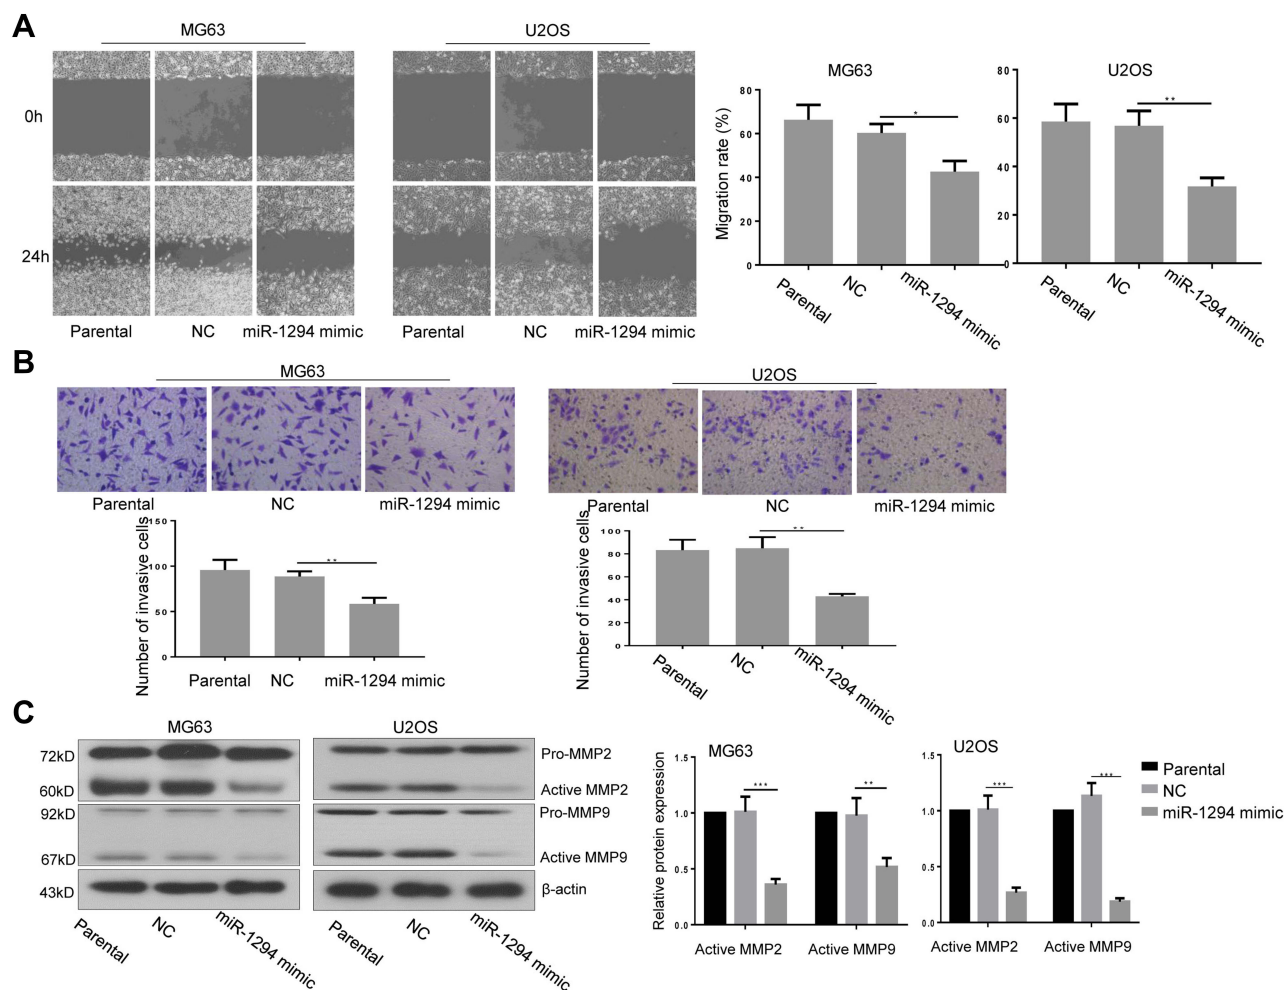 A
MG63
U2OS
0h
24h
Parental NC miR-1294 mimic
Parental NC miR-1294 mimic
MG63
Migration rate (%)
80
60
40
20
0
*
Parental
NC
miR-1294 mimic
U2OS
80
60
40
20
0
**
Parental
NC
miR-1294 mimic
B
MG63
Parental NC miR-1294 mimic
Number of invasive cells
150
100
50
0
**
Parental NC miR-1294 mimic
U2OS
Parental NC miR-1294 mimic
Number of invasive cells
100
80
60
40
20
0
**
Parental
NC
miR-1294 mimic
C
MG63
U2OS
72kD
60kD
92kD
67kD
43kD
Pro-MMP2
Active MMP2
Pro-MMP9
Active MMP9
β-actin
Parental
NC
miR-1294 mimic
Parental
NC
miR-1294 mimic
MG63
Relative protein expression
1.5
1.0
0.5
0.0
***
**
Active MMP2 Active MMP9
U2OS
1.5
1.0
0.5
0.0
***
***
Active MMP2 Active MMP9
Parental
NC
miR-1294 mimic